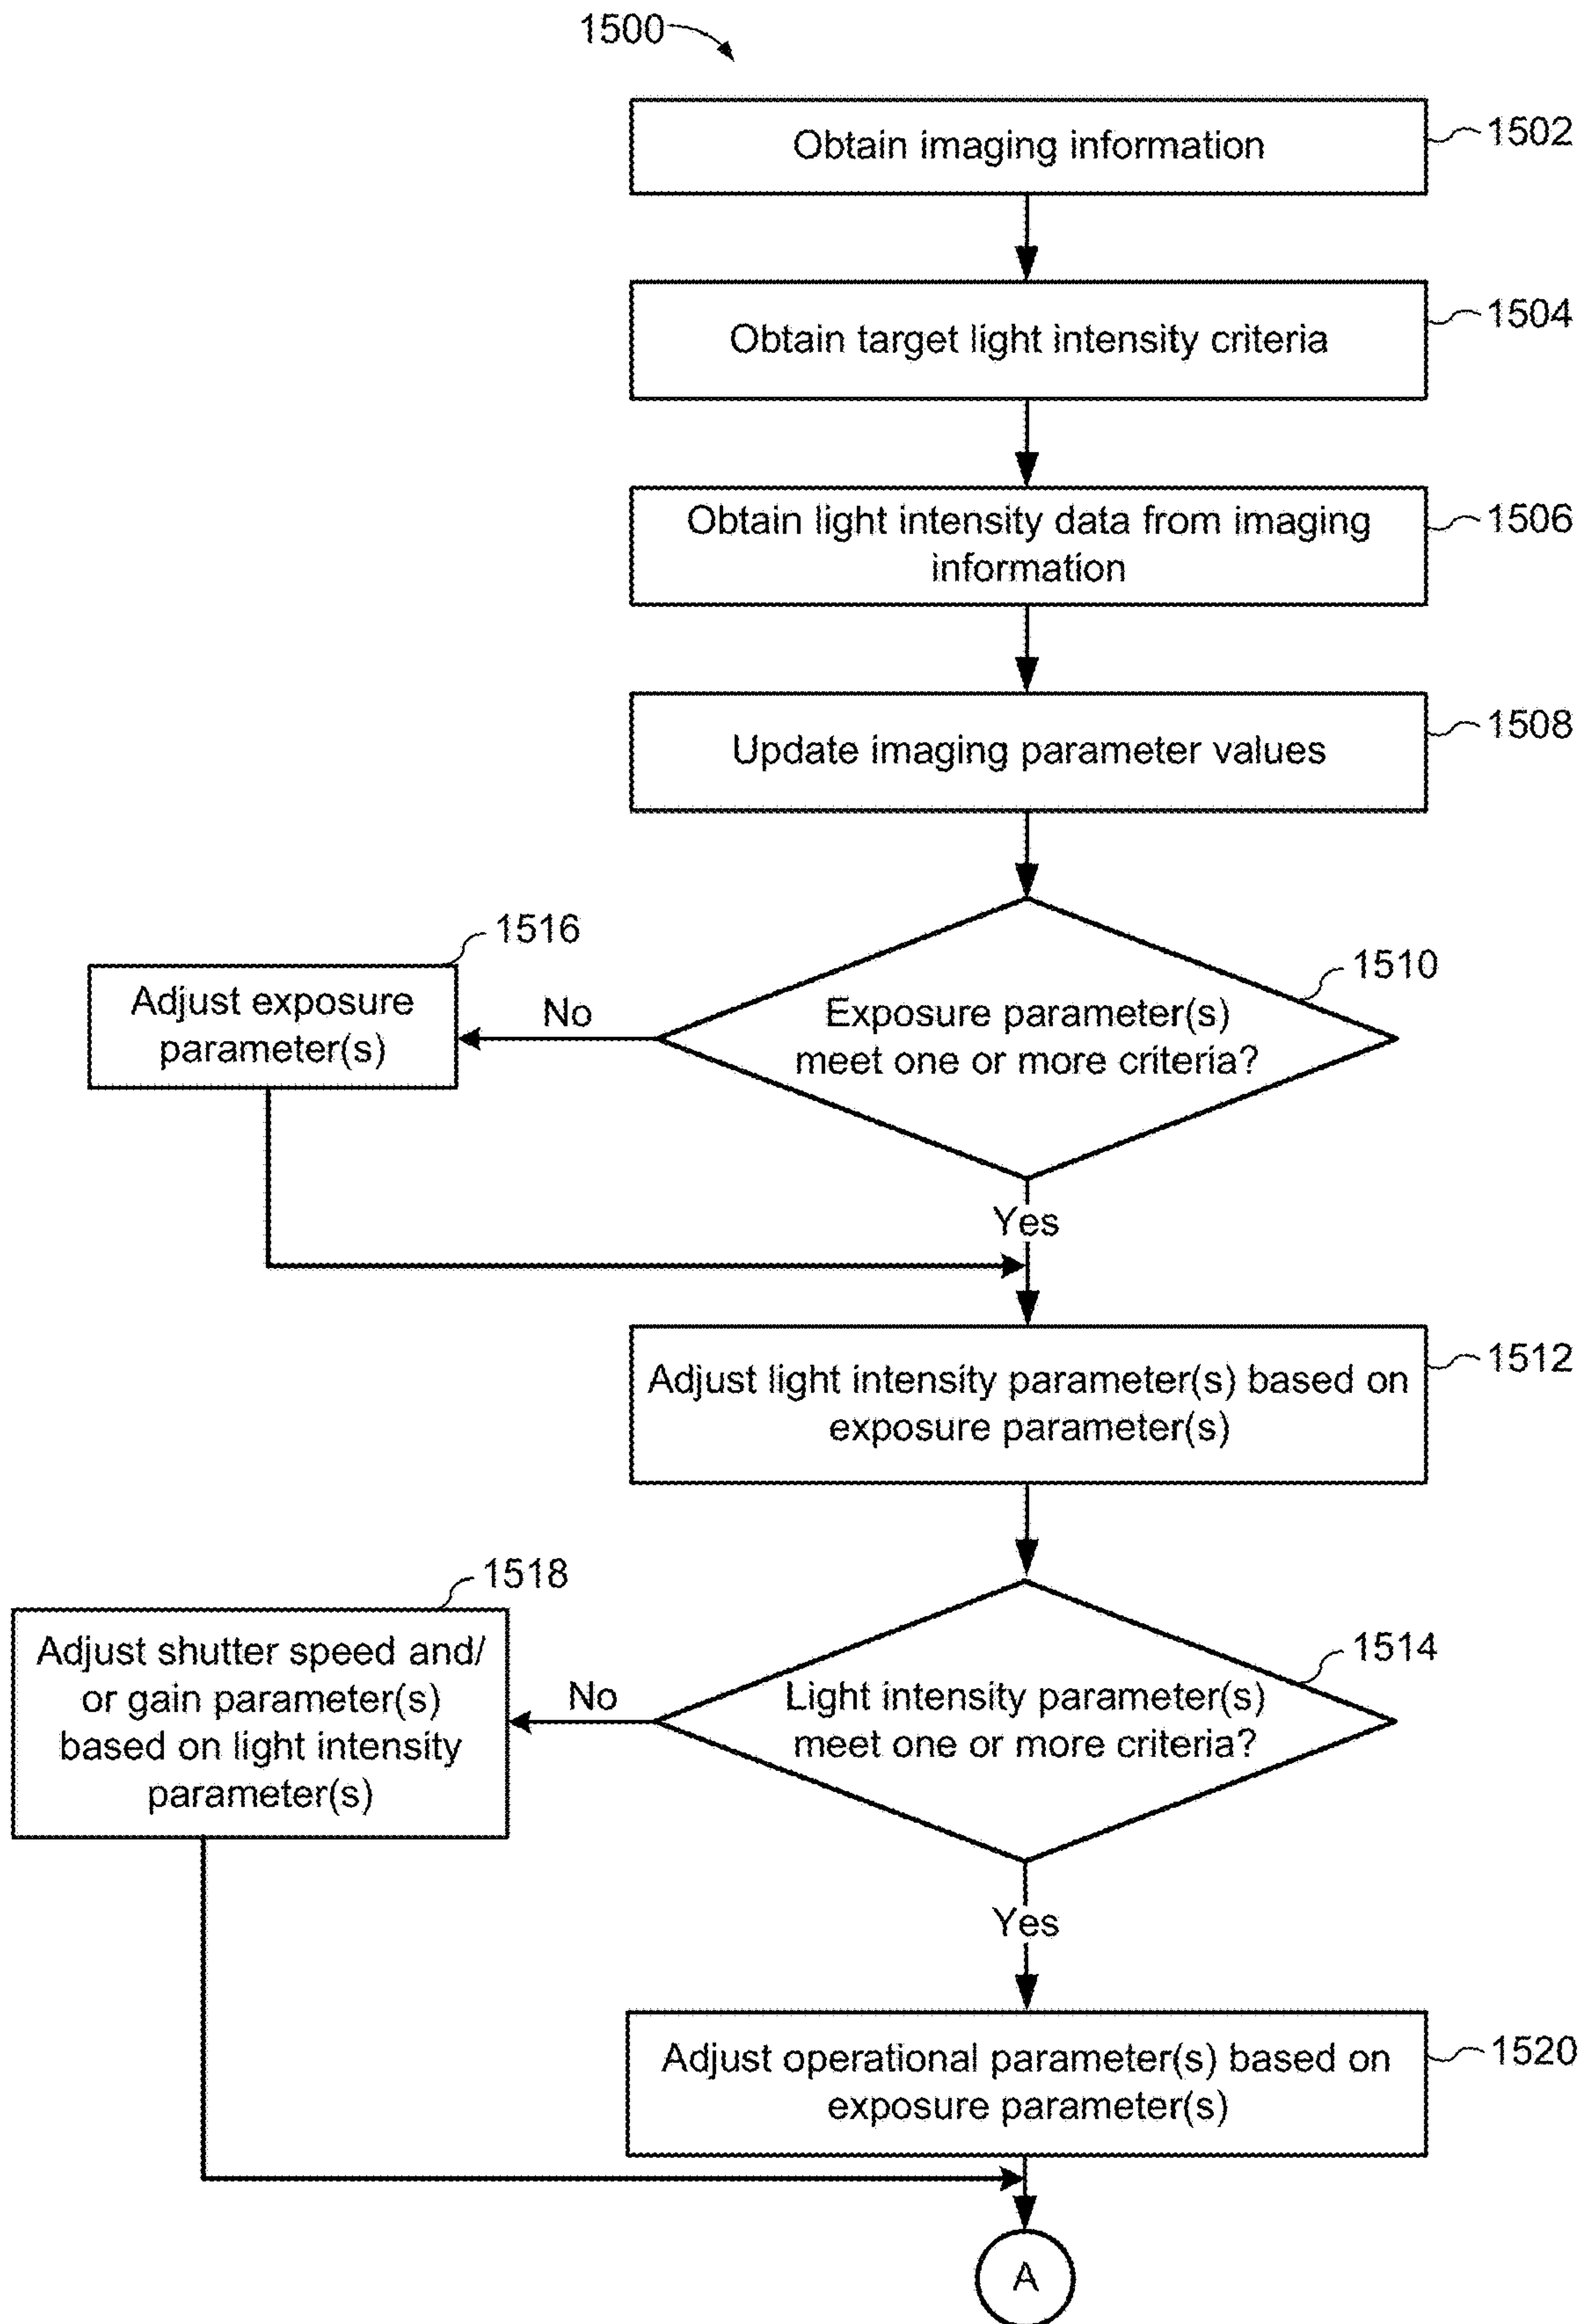 1500
Obtain imaging information
1502
Obtain target light intensity criteria
1504
Obtain light intensity data from imaging
information
1506
Update imaging parameter values
1508
1516
Adjust exposure
parameter(s)
No
Exposure parameter(s)
meet one or more criteria?
1510
Yes
Adjust light intensity parameter(s) based on
exposure parameter(s)
1512
1518
Adjust shutter speed and/
or gain parameter(s)
based on light intensity
parameter(s)
No
Light intensity parameter(s)
meet one or more criteria?
1514
Yes
Adjust operational parameter(s) based on
exposure parameter(s)
1520
A